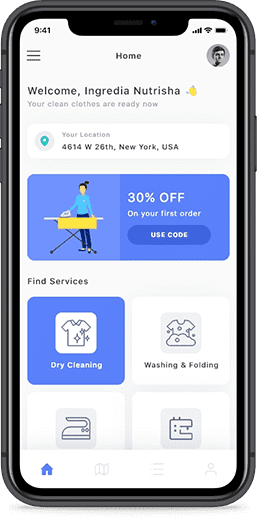 9:41
Home
Welcome, Ingredia Nutrisha 👋
Your clean clothes are ready now
Your Location
4614 W 26th, New York, USA
30% OFF
On your first order
USE CODE
Find Services
Dry Cleaning
Washing & Folding